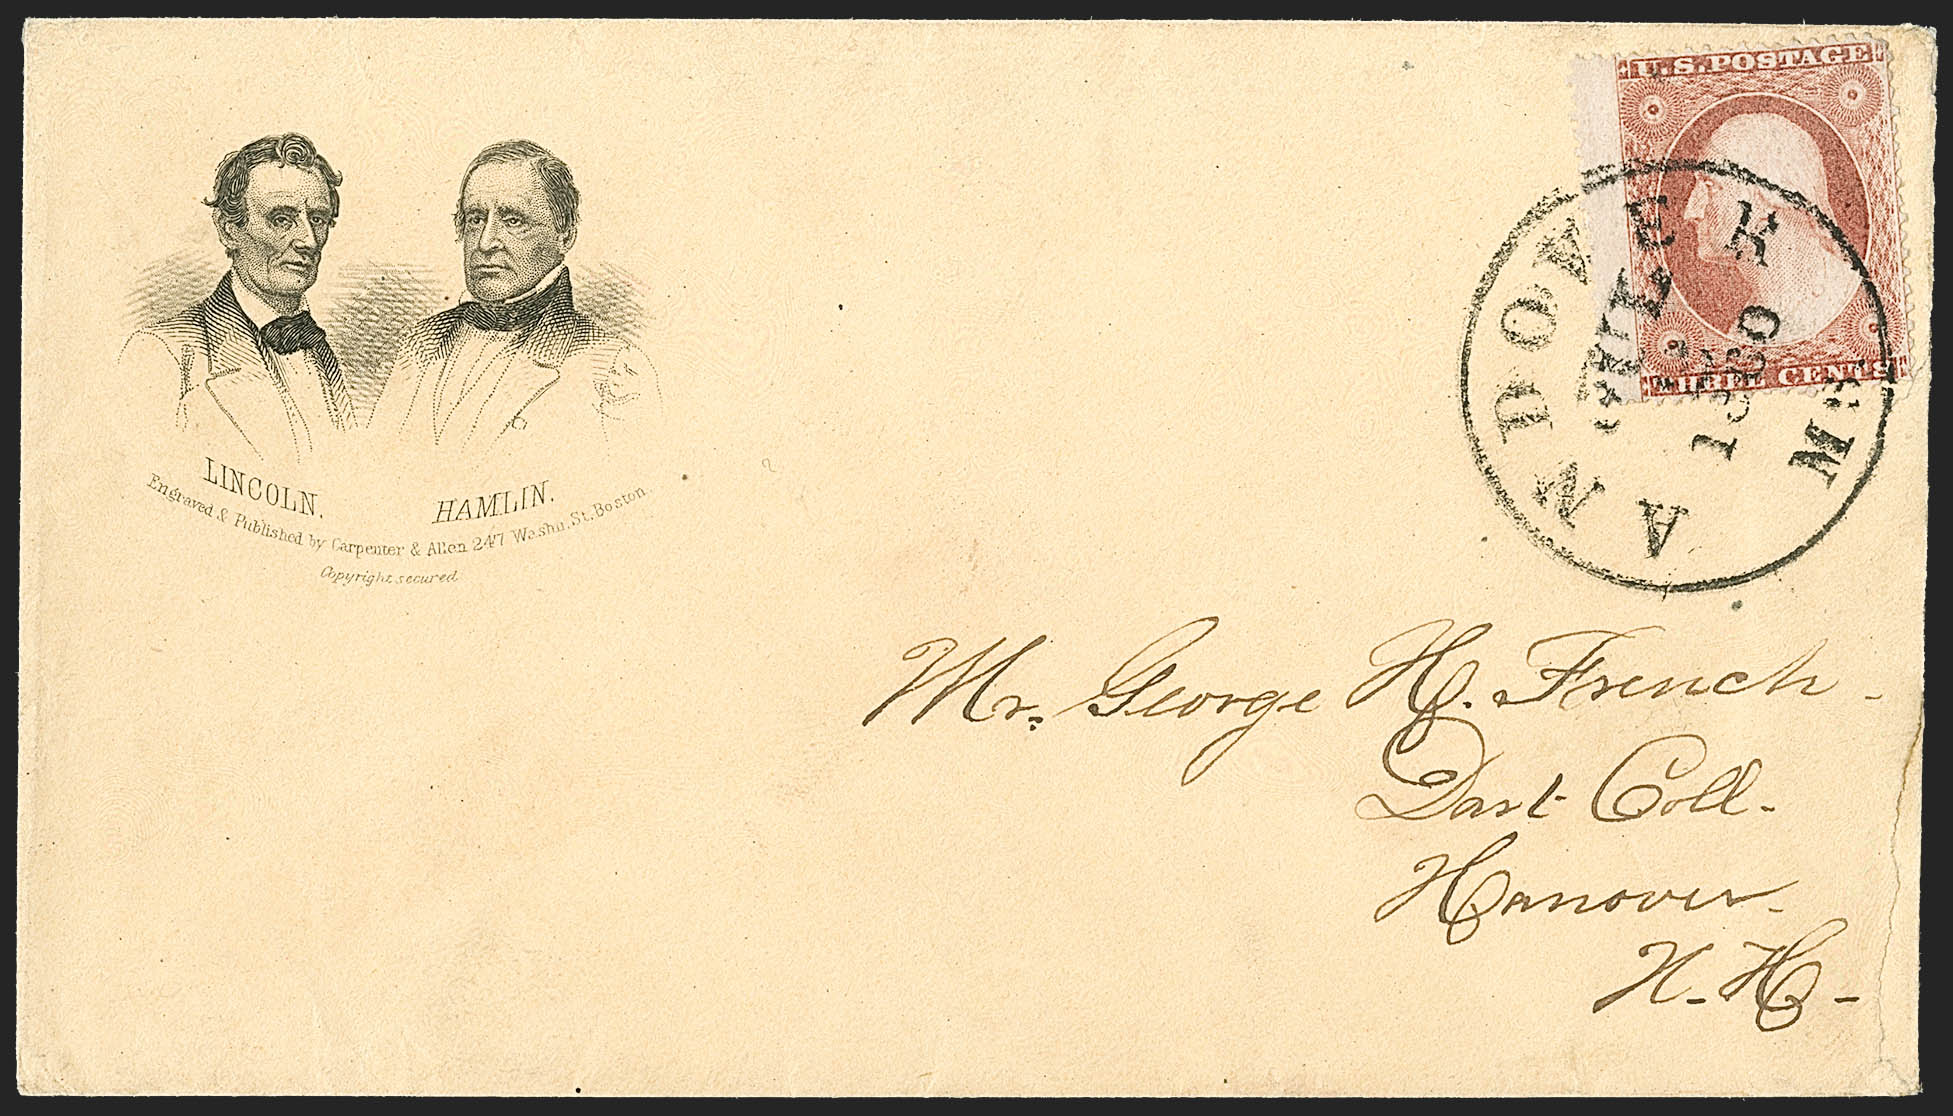 LINCOLN.
HAMLIN.
Engraved & Published by Carpenter & Allen 247 Washn. St. Boston
Copyright secured
U.S. POSTAGE
THREE CENTS
ANDOVER MS
1860
Mr. George H. French -
Dart. Coll.
Hanover.
N. H. -